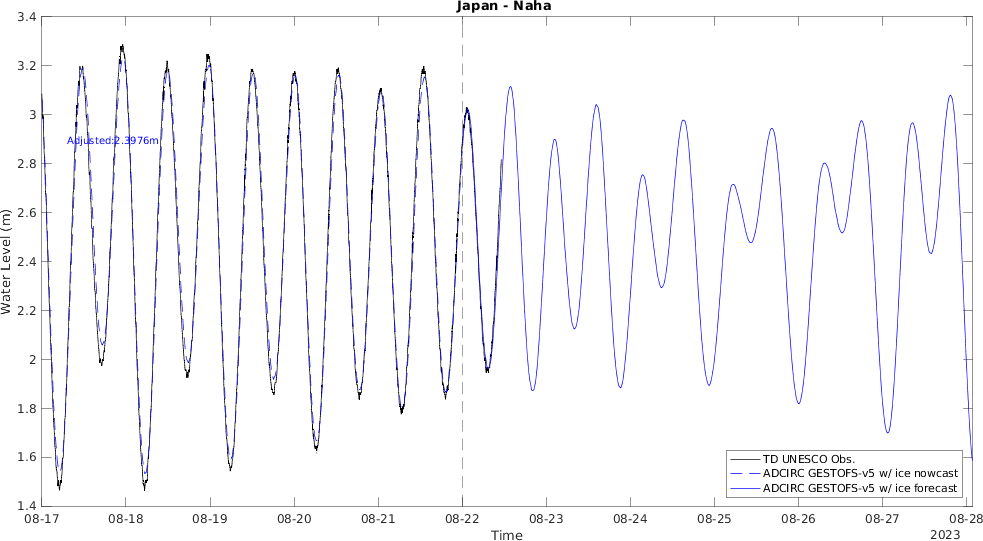 Japan - Naha
3.4
3.2
3
2.8
2.6
2.4
2.2
2
1.8
1.6
1.4
Water Level (m)
Adjusted:2.3976m
TD UNESCO Obs.
ADCIRC GESTOFS-v5 w/ ice nowcast
ADCIRC GESTOFS-v5 w/ ice forecast
08-17 08-18 08-19 08-20 08-21 08-22 08-23 08-24 08-25 08-26 08-27 08-28
Time
2023